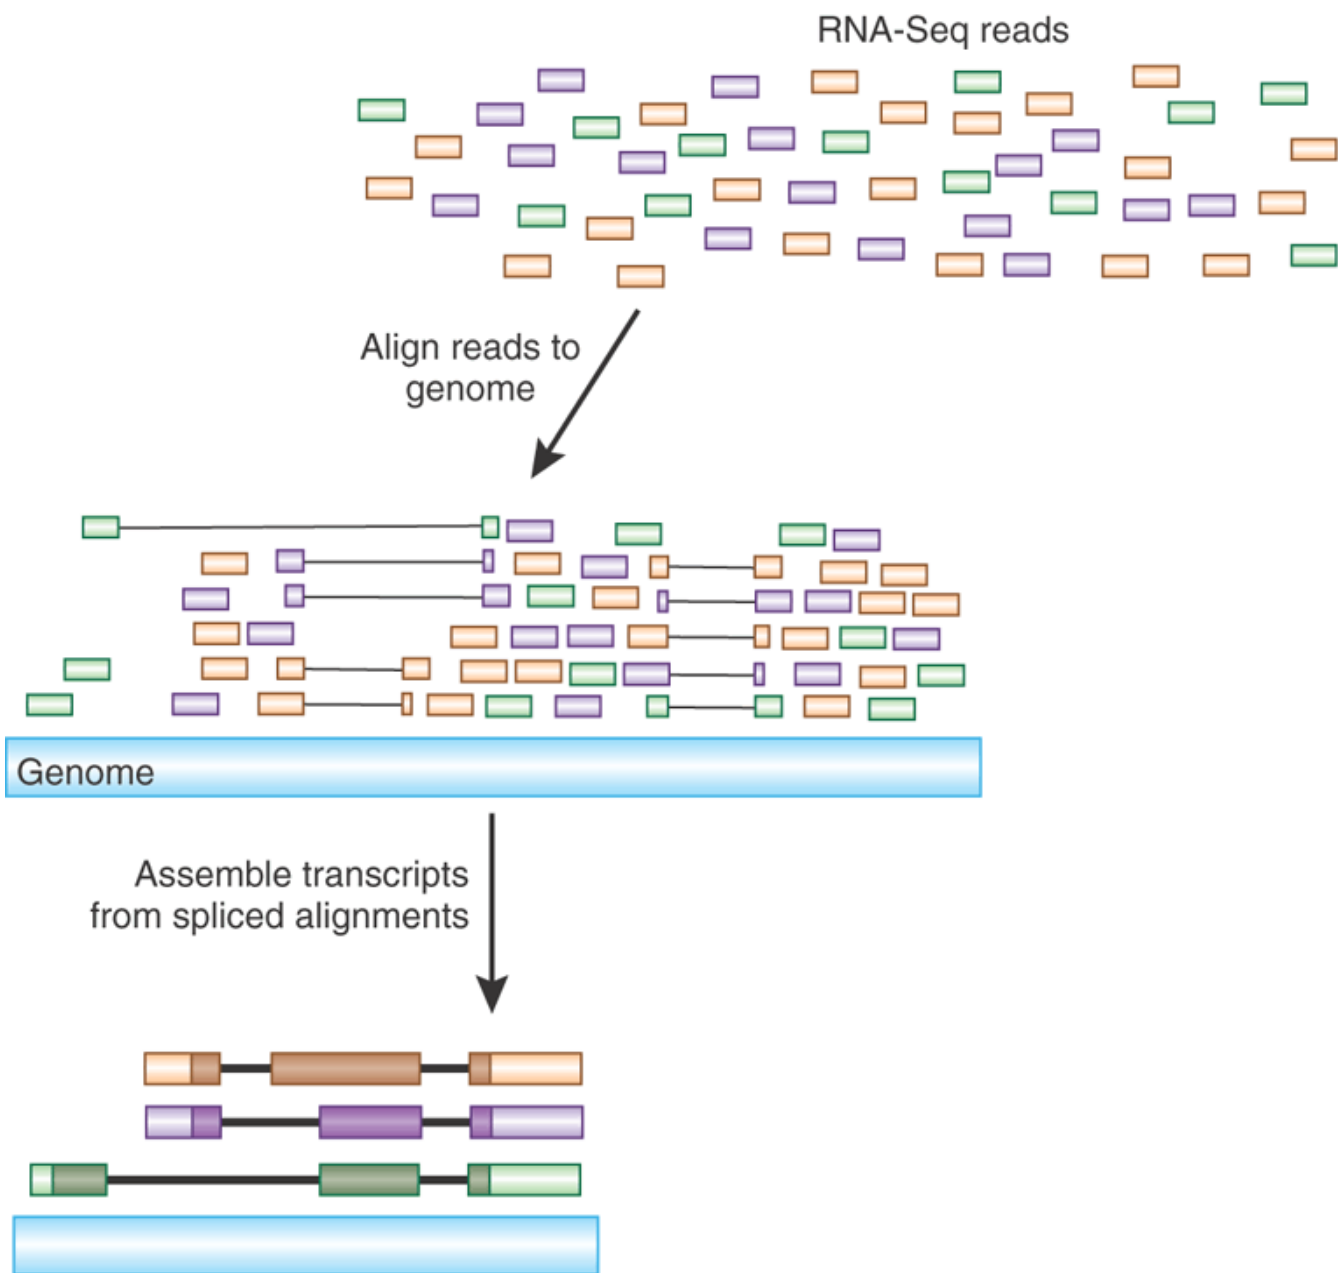 RNA-Seq reads
Align reads to
genome
Genome
Assemble transcripts
from spliced alignments